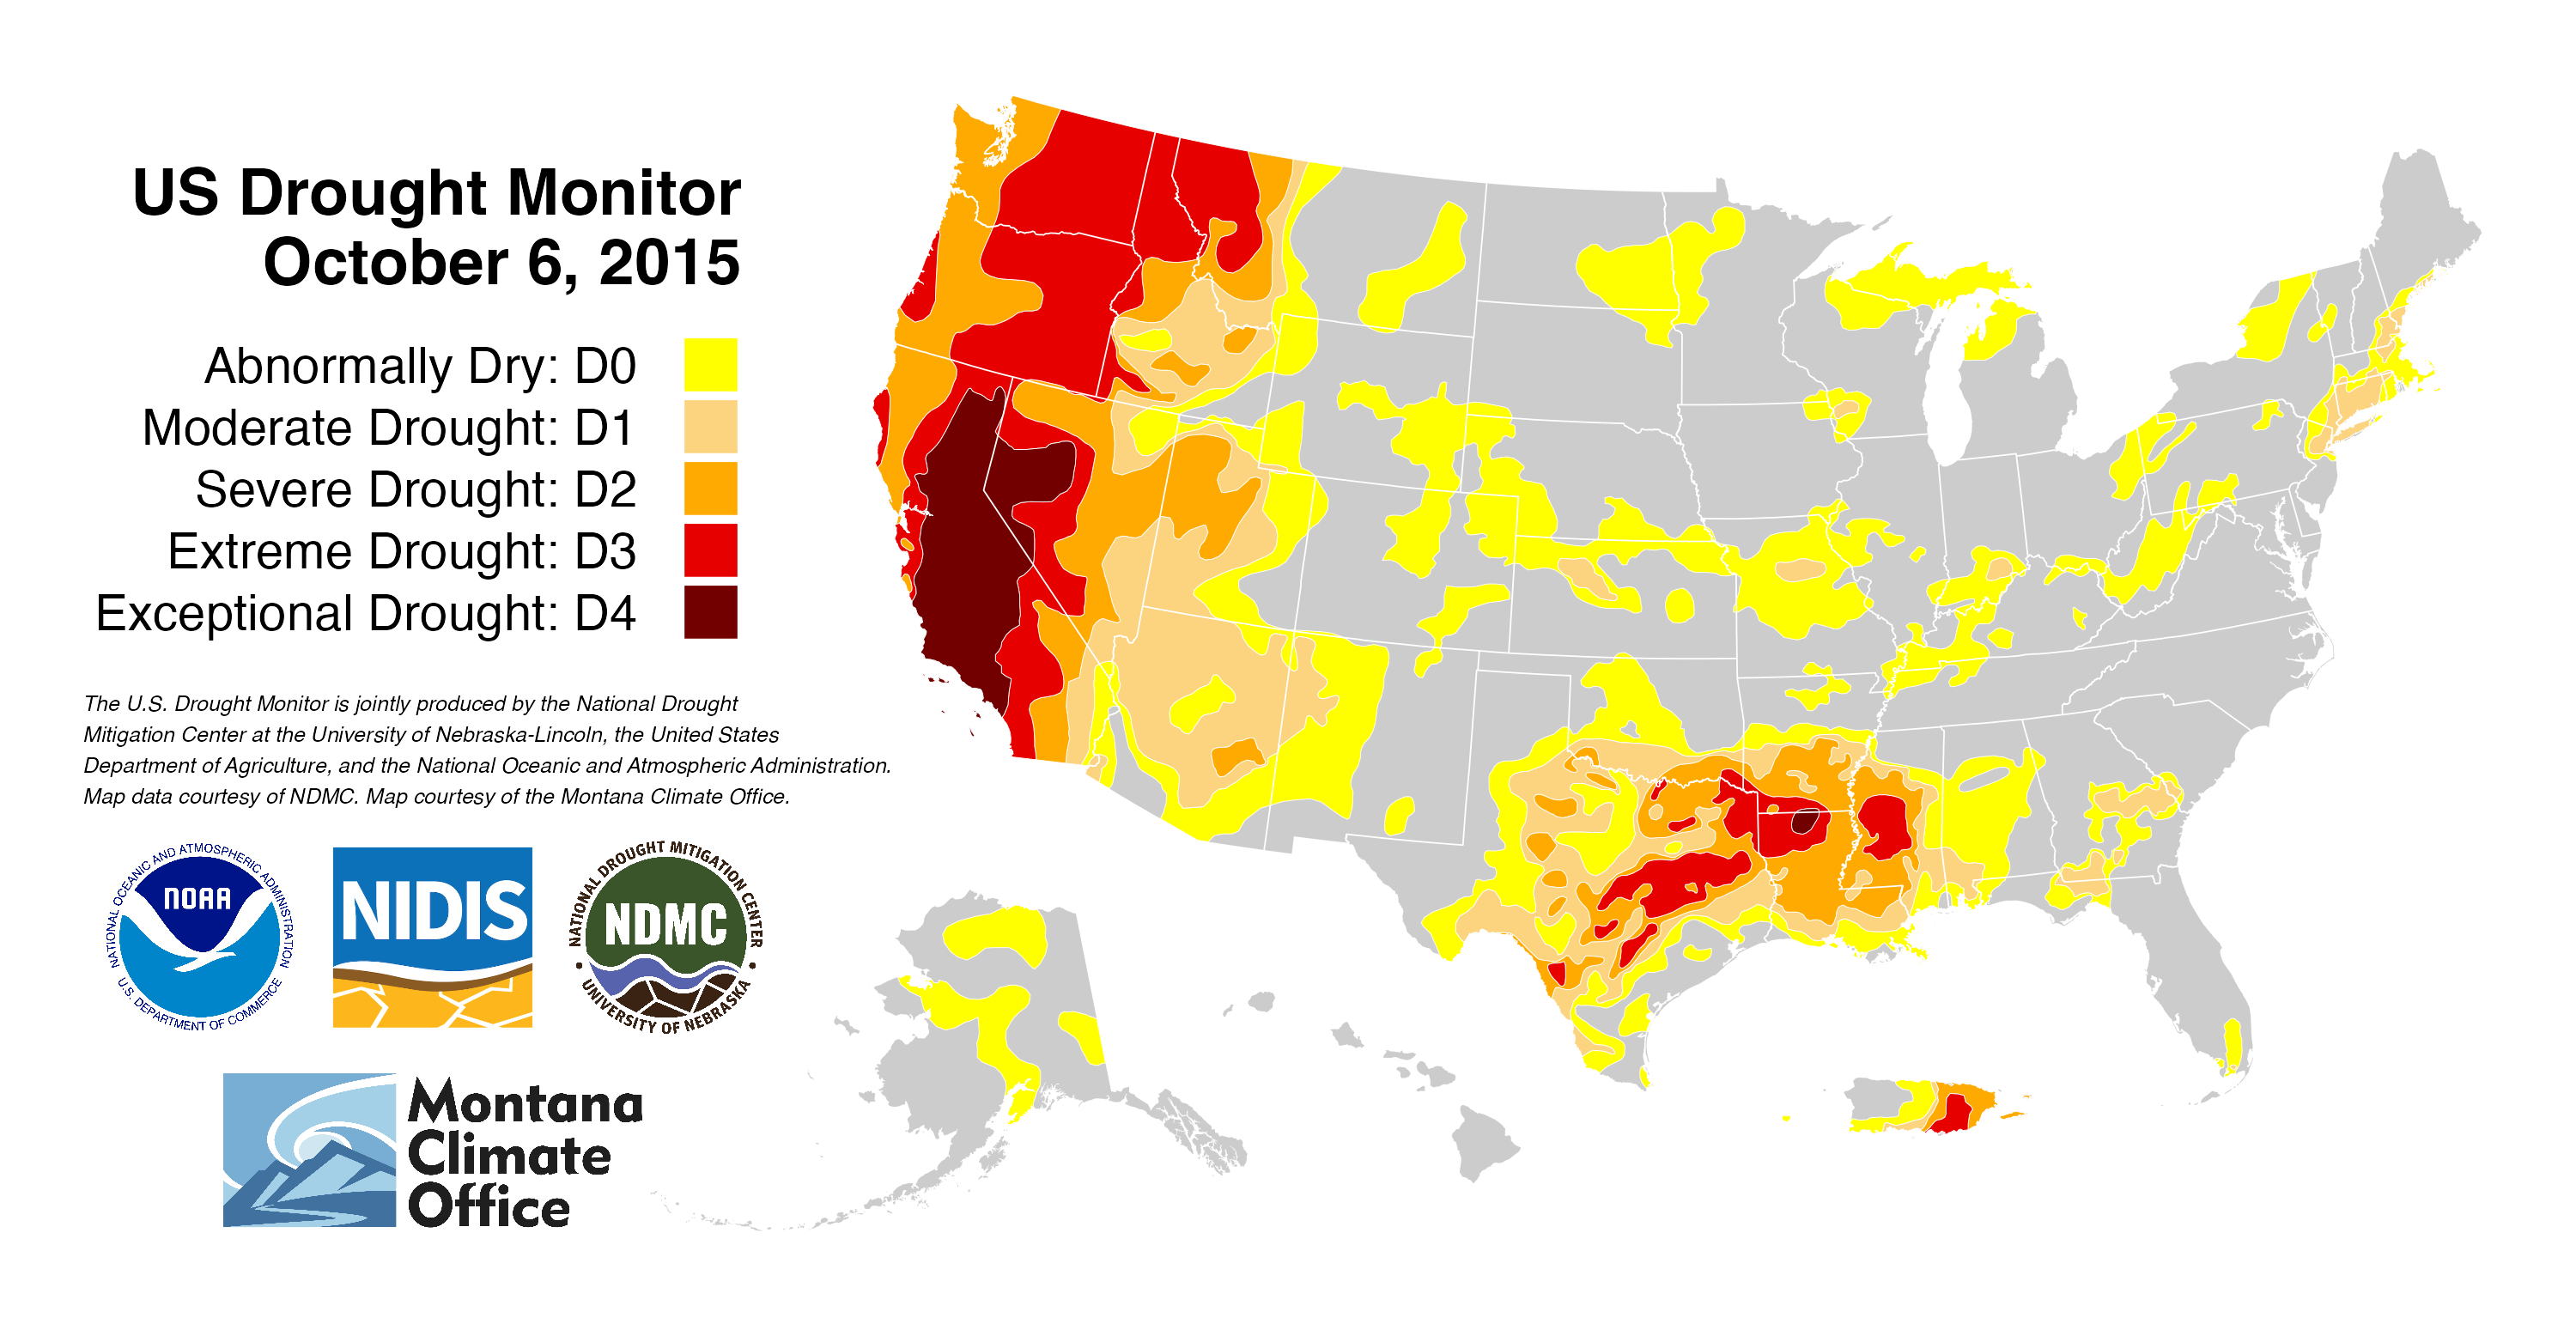 US Drought Monitor
October 6, 2015
Abnormally Dry: D0
Moderate Drought: D1
Severe Drought: D2
Extreme Drought: D3
Exceptional Drought: D4
The U.S. Drought Monitor is jointly produced by the National Drought
Mitigation Center at the University of Nebraska-Lincoln, the United States
Department of Agriculture, and the National Oceanic and Atmospheric Administration.
Map data courtesy of NDMC. Map courtesy of the Montana Climate Office.
NATIONAL OCEANIC AND ATMOSPHERIC ADMINISTRATION
NOAA
U.S. DEPARTMENT OF COMMERCE
NIDIS
NATIONAL DROUGHT MITIGATION CENTER
NDMC
UNIVERSITY OF NEBRASKA
Montana
Climate
Office